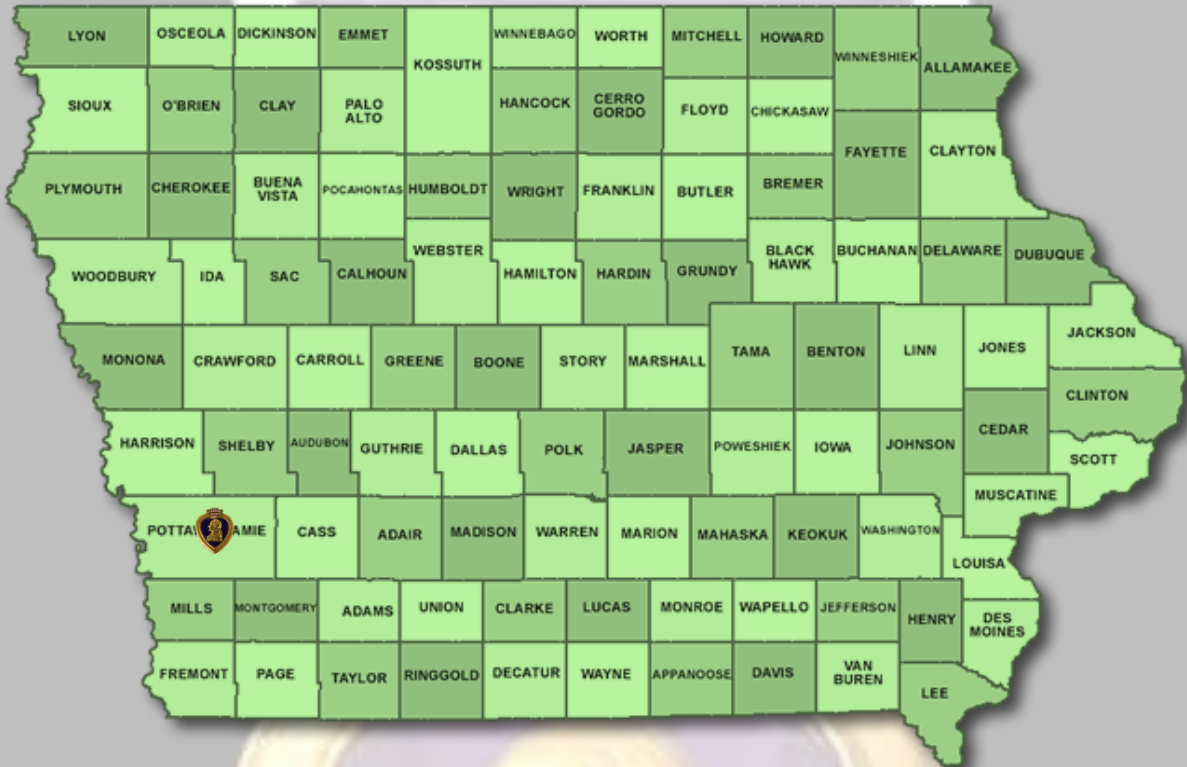 LYON
OSCEOLA
DICKINSON
EMMET
KOSSUTH
WINNEBAGO
WORTH
MITCHELL
HOWARD
WINNESHIEK
ALLAMAKEE
SIOUX
O'BRIEN
CLAY
PALO
ALTO
HANCOCK
CERRO
GORDO
FLOYD
CHICKASAW
FAYETTE
CLAYTON
PLYMOUTH
CHEROKEE
BUENA
VISTA
POCAHONTAS
HUMBOLDT
WRIGHT
FRANKLIN
BUTLER
BREMER
WOODBURY
IDA
SAC
CALHOUN
WEBSTER
HAMILTON
HARDIN
GRUNDY
BLACK
HAWK
BUCHANAN
DELAWARE
DUBUQUE
MONONA
CRAWFORD
CARROLL
GREENE
BOONE
STORY
MARSHALL
TAMA
BENTON
LINN
JONES
JACKSON
CLINTON
HARRISON
SHELBY
AUDUBON
GUTHRIE
DALLAS
POLK
JASPER
POWESHIEK
IOWA
JOHNSON
CEDAR
SCOTT
MUSCATINE
POTTA AMIE
CASS
ADAIR
MADISON
WARREN
MARION
MAHASKA
KEOKUK
WASHINGTON
LOUISA
MILLS
MONTGOMERY
ADAMS
UNION
CLARKE
LUCAS
MONROE
WAPELLO
JEFFERSON
HENRY
DES
MOINES
FREMONT
PAGE
TAYLOR
RINGGOLD
DECATUR
WAYNE
APPANOOSE
DAVIS
VAN
BUREN
LEE